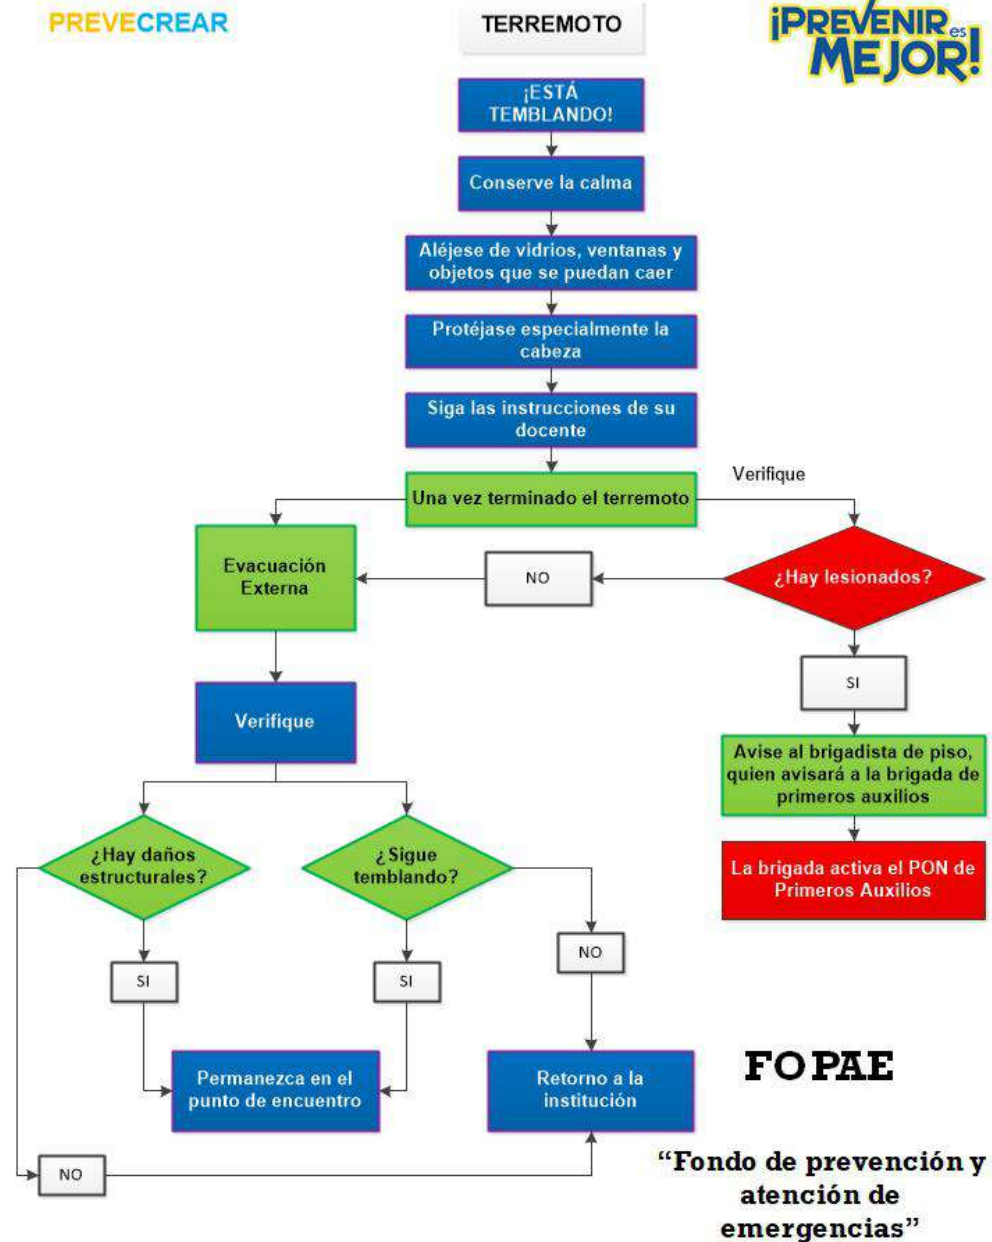 PREVECREAR
TERREMOTO
¡PREVENIR es
MEJOR!
¡ESTÁ
TEMBLANDO!
Conserve la calma
Aléjese de vidrios, ventanas y
objetos que se puedan caer
Protéjase especialmente la
cabeza
Siga las instrucciones de su
docente
Una vez terminado el terremoto
Verifique
Evacuación
Externa
NO
¿Hay lesionados?
SI
Verifique
Avise al brigadista de piso,
quien avisará a la brigada de
primeros auxilios
La brigada activa el PON de
Primeros Auxilios
¿Hay daños
estructurales?
¿Sigue
temblando?
SI
SI
NO
Permanezca en el
punto de encuentro
Retorno a la
institución
NO
FOPAE
“Fondo de prevención y
atención de
emergencias”